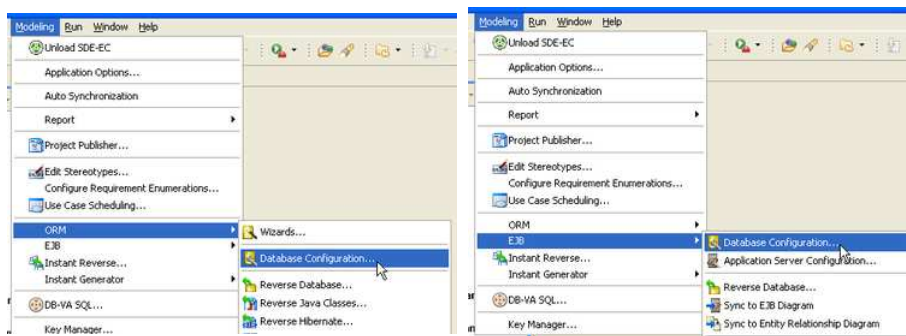 Modeling Run Window Help
Unload SDE-EC
Application Options...
Auto Synchronization
Report
Project Publisher...
Edit Stereotypes...
Configure Requirement Enumerations...
Use Case Scheduling...
ORM
EJB
Instant Reverse...
Instant Generator
DB-VA SQL...
Key Manager...
Wizards...
Database Configuration...
Reverse Database...
Reverse Java Classes...
Reverse Hibernate...
Modeling Run Window Help
Unload SDE-EC
Application Options...
Auto Synchronization
Report
Project Publisher...
Edit Stereotypes...
Configure Requirement Enumerations...
Use Case Scheduling...
ORM
EJB
Instant Reverse...
Instant Generator
DB-VA SQL...
Key Manager...
Database Configuration...
Application Server Configuration...
Reverse Database...
Sync to EJB Diagram
Sync to Entity Relationship Diagram